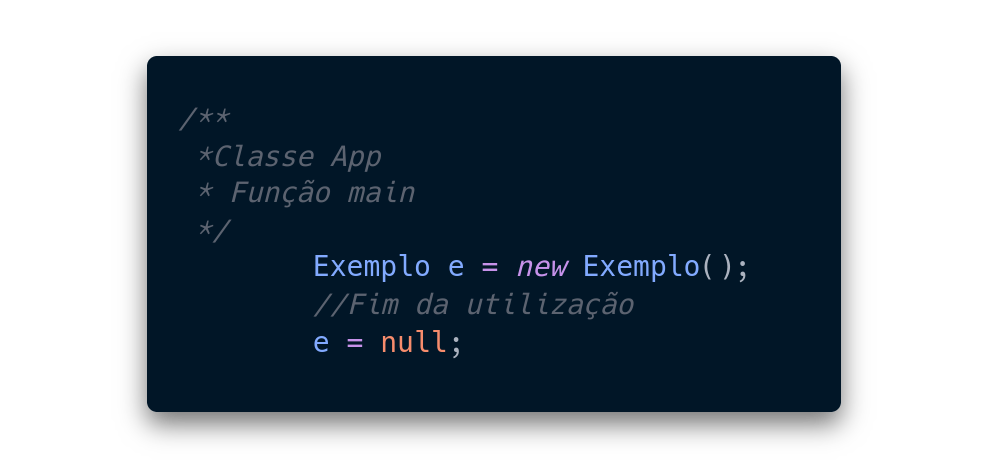 /**
 *Classe App
 * Função main
 */
        Exemplo e = new Exemplo();
        //Fim da utilização
        e = null;